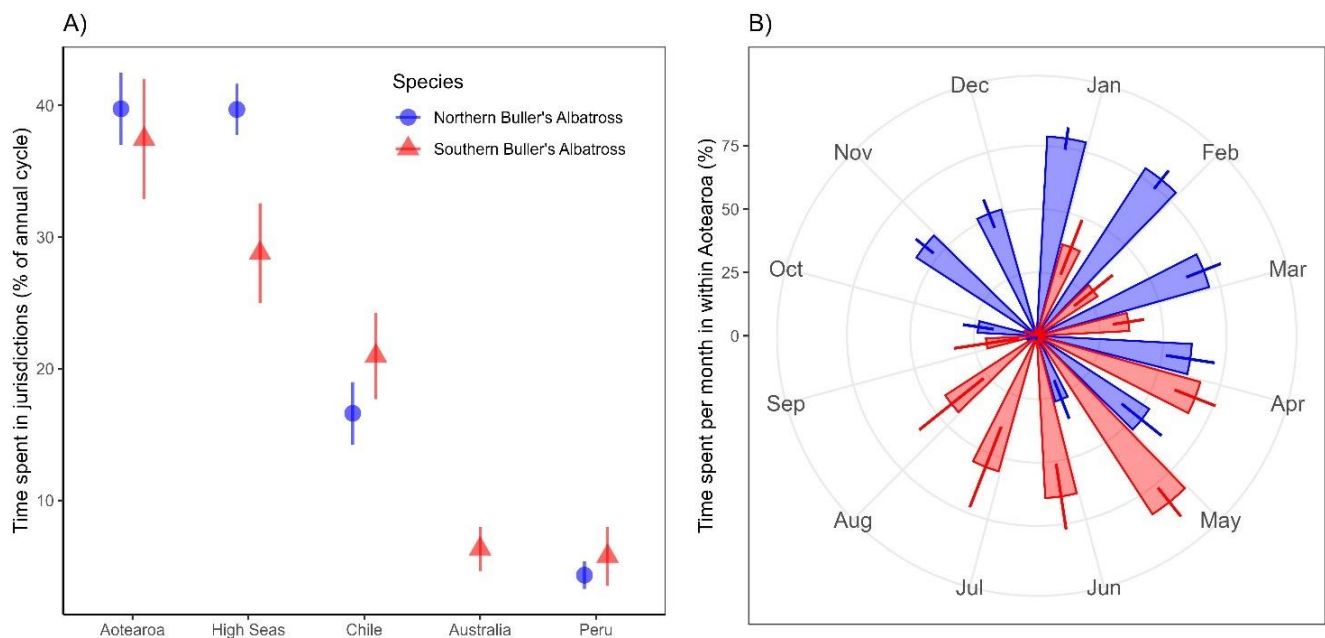 A)
Time spent in jurisdictions (% of annual cycle)
40
30
20
10
Species
Northern Buller's Albatross
Southern Buller's Albatross
Aotearoa
High Seas
Chile
Australia
Peru
B)
Time spent per month in within Aotearoa (%)
75
50
25
0
Jan
Feb
Mar
Apr
May
Jun
Jul
Aug
Sep
Oct
Nov
Dec